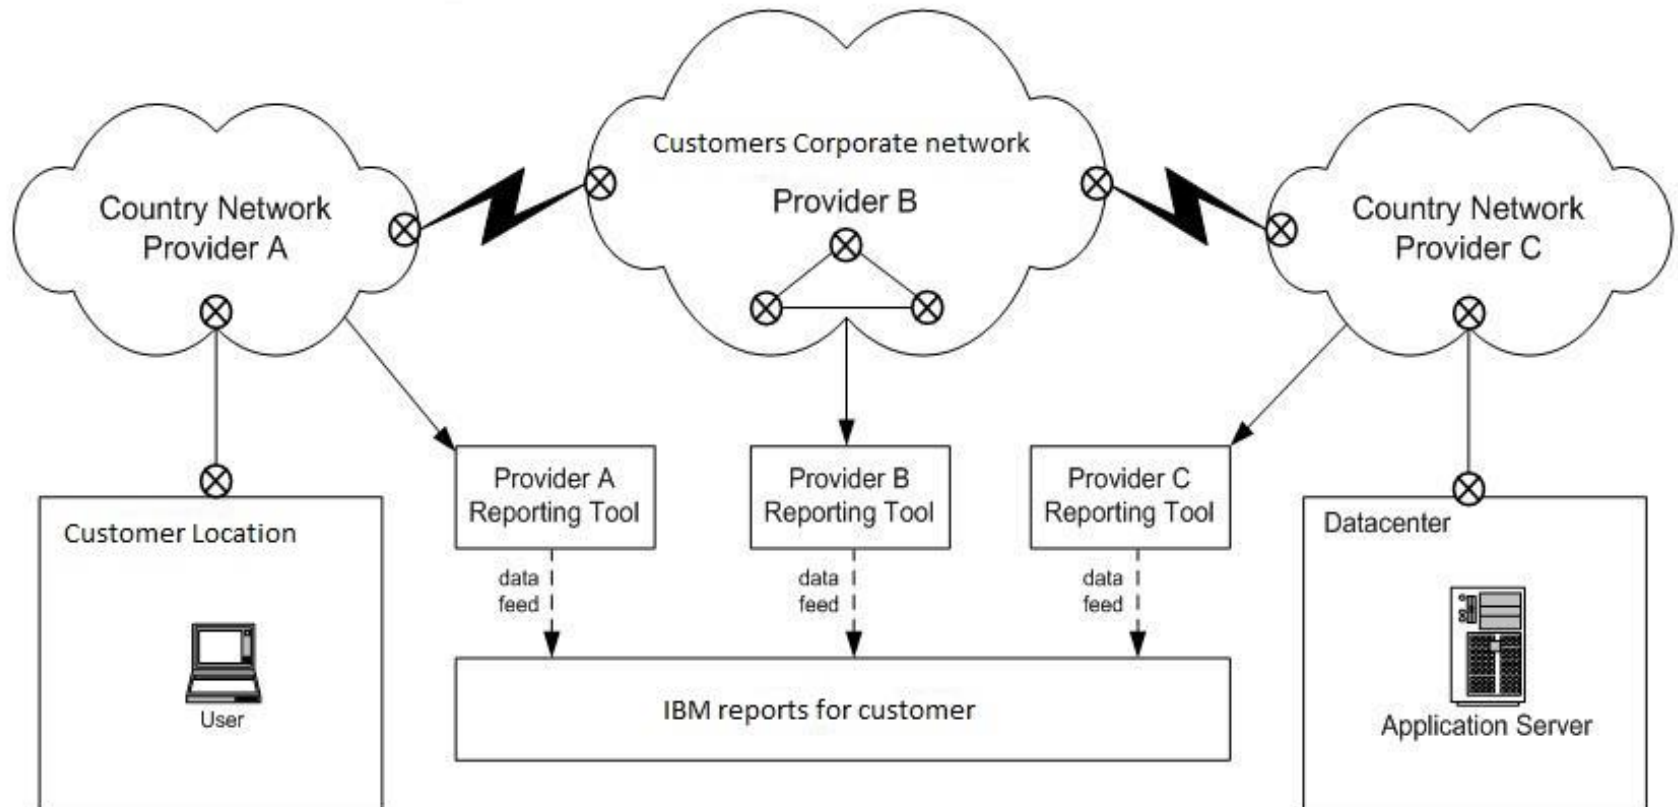 Customers Corporate network
Provider B
Country Network
Provider A
Country Network
Provider C
Provider A
Reporting Tool
Provider B
Reporting Tool
Provider C
Reporting Tool
Customer Location
Datacenter
data
feed
data
feed
data
feed
IBM reports for customer
User
Application Server